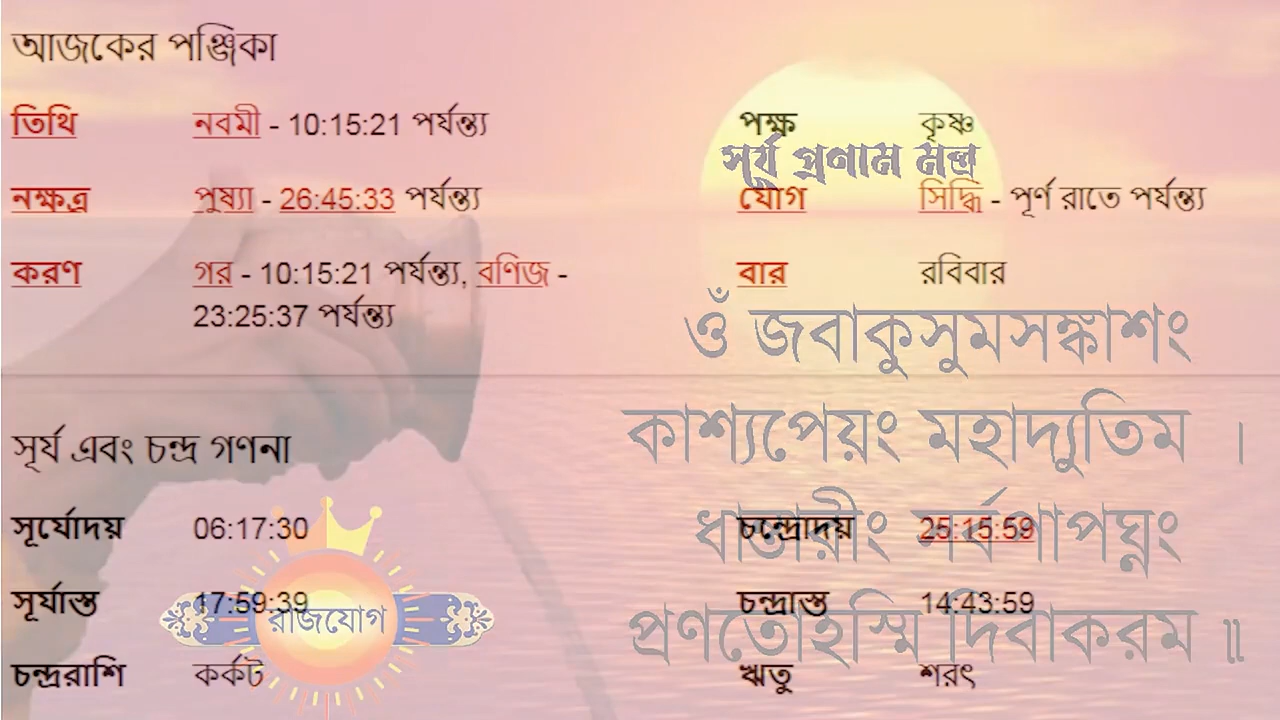 আজকের পঞ্জিকা
তিথি নবমী - 10:15:21 পর্যন্ত্য পক্ষ কৃষ্ণ
সূর্য প্রণাম মন্ত্র
নক্ষত্র পুষ্যা - 26:45:33 পর্যন্ত্য যোগ সিদ্ধি - পূর্ণ রাতে পর্যন্ত্য
করণ গর - 10:15:21 পর্যন্ত্য, বণিজ - বার রবিবার
23:25:37 পর্যন্ত্য
ওঁ জবাকুসুমসঙ্কাশং
কাশ্যপেয়ং মহাদ্যুতিম ।
সূর্য এবং চন্দ্র গণনা
সূর্যোদয় 06:17:30 চন্দ্রোদয় 25:15:59
ধান্তারীং সর্বপাপঘ্নং
সূর্যাস্ত 17:59:39 চন্দ্রাস্ত 14:43:59
রাজযোগ
প্রণতোহস্মি দিবাকরম ॥
চন্দ্ররাশি কর্কট ঋতু শরৎ